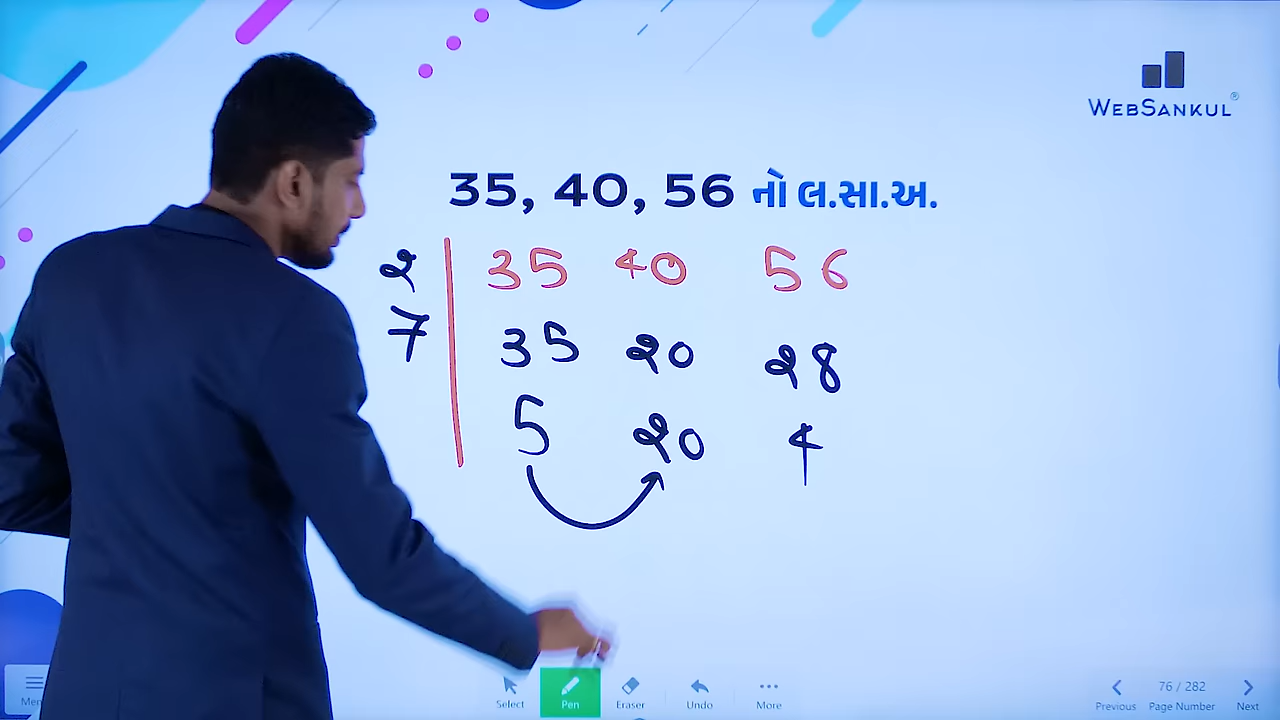 WEBSANKUL®
35, 40, 56 નો લ.સા.અ.
૨ 35 40 56
7 35 ૨0 ૨8
5 ૨0 4
Select Pen Eraser Undo More
76 / 282
Previous Page Number Next